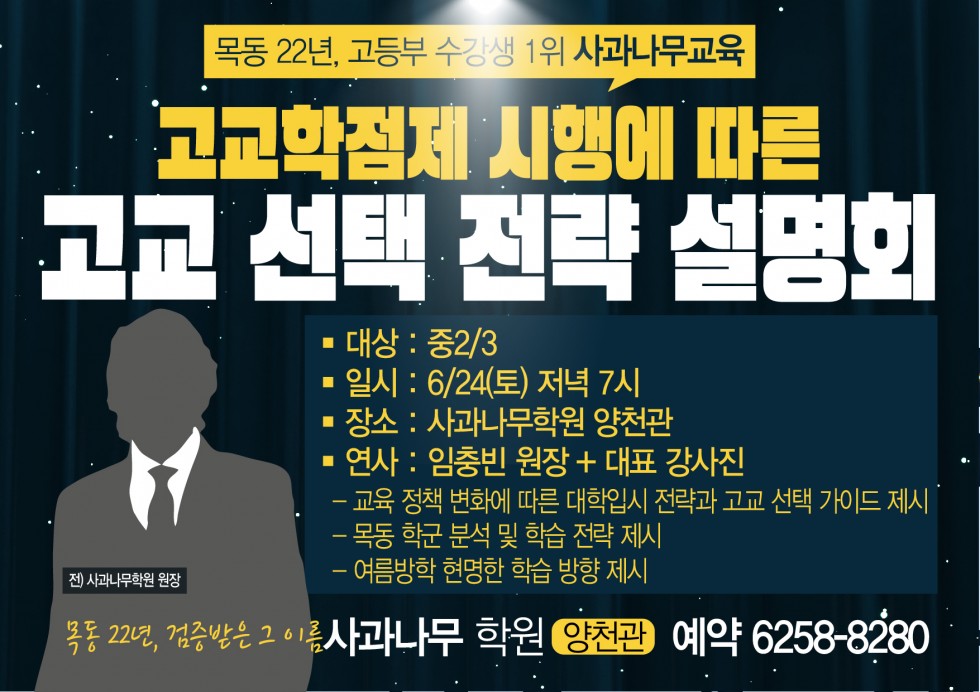 목동 22년, 고등부 수강생 1위 사과나무교육
고교학점제 시행에 따른
고교 선택 전략 설명회
▪ 대상 : 중2/3
▪ 일시 : 6/24(토) 저녁 7시
▪ 장소 : 사과나무학원 양천관
▪ 연사 : 임충빈 원장 + 대표 강사진
– 교육 정책 변화에 따른 대학입시 전략과 고교 선택 가이드 제시
– 목동 학군 분석 및 학습 전략 제시
– 여름방학 현명한 학습 방향 제시
전) 사과나무학원 원장
목동 22년, 검증받은 그 이름 사과나무 학원 양천관 예약 6258-8280